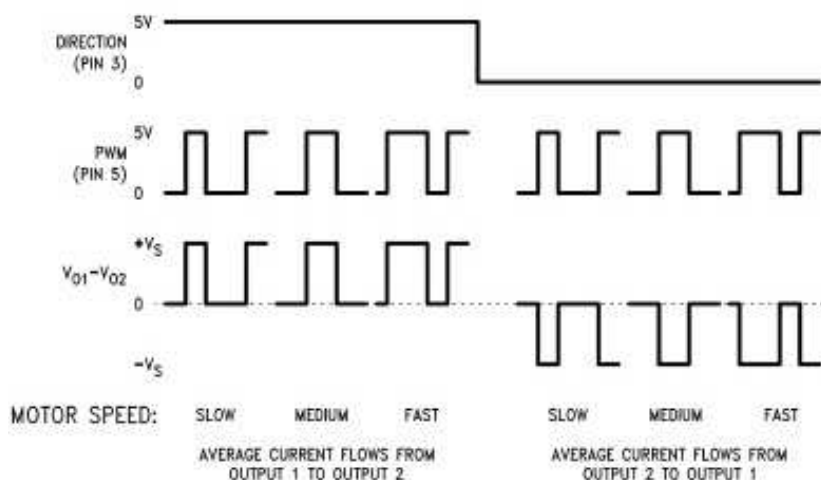 5V
DIRECTION
(PIN 3)
0
5V
PWM
(PIN 5)
0
+VS
VO1-VO2
0
-VS
MOTOR SPEED: SLOW MEDIUM FAST SLOW MEDIUM FAST
AVERAGE CURRENT FLOWS FROM
OUTPUT 1 TO OUTPUT 2
AVERAGE CURRENT FLOWS FROM
OUTPUT 2 TO OUTPUT 1